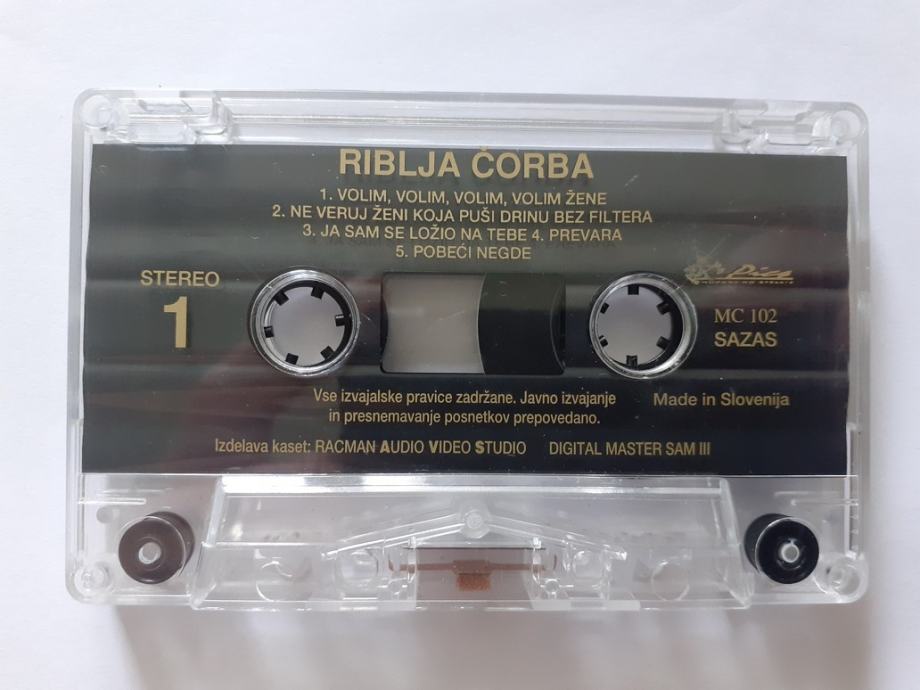 RIBLJA ČORBA
1. VOLIM, VOLIM, VOLIM, VOLIM ŽENE
2. NE VERUJ ŽENI KOJA PUŠI DRINU BEZ FILTERA
3. JA SAM SE LOŽIO NA TEBE 4. PREVARA
5. POBEĆI NEGDE
STEREO
1
MC 102
SAZAS
Vse izvajalske pravice zadržane. Javno izvajanje
in presnemavanje posnetkov prepovedano.
Made in Slovenija
Izdelava kaset: RACMAN AUDIO VIDEO STUDIO DIGITAL MASTER SAM III